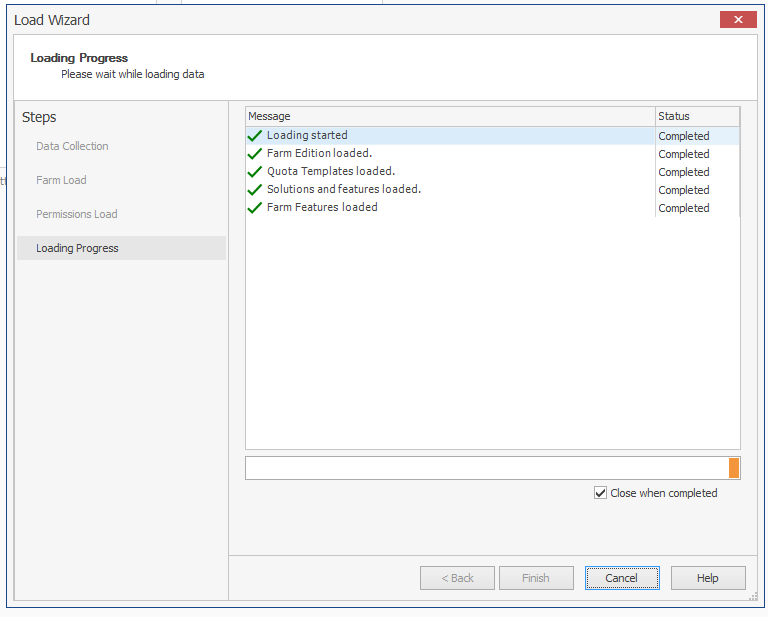 Load Wizard
Loading Progress
Please wait while loading data
Steps
Data Collection
Farm Load
Permissions Load
Loading Progress
Message Status
Loading started Completed
Farm Edition loaded. Completed
Quota Templates loaded. Completed
Solutions and features loaded. Completed
Farm Features loaded Completed
Close when completed
< Back Finish Cancel Help